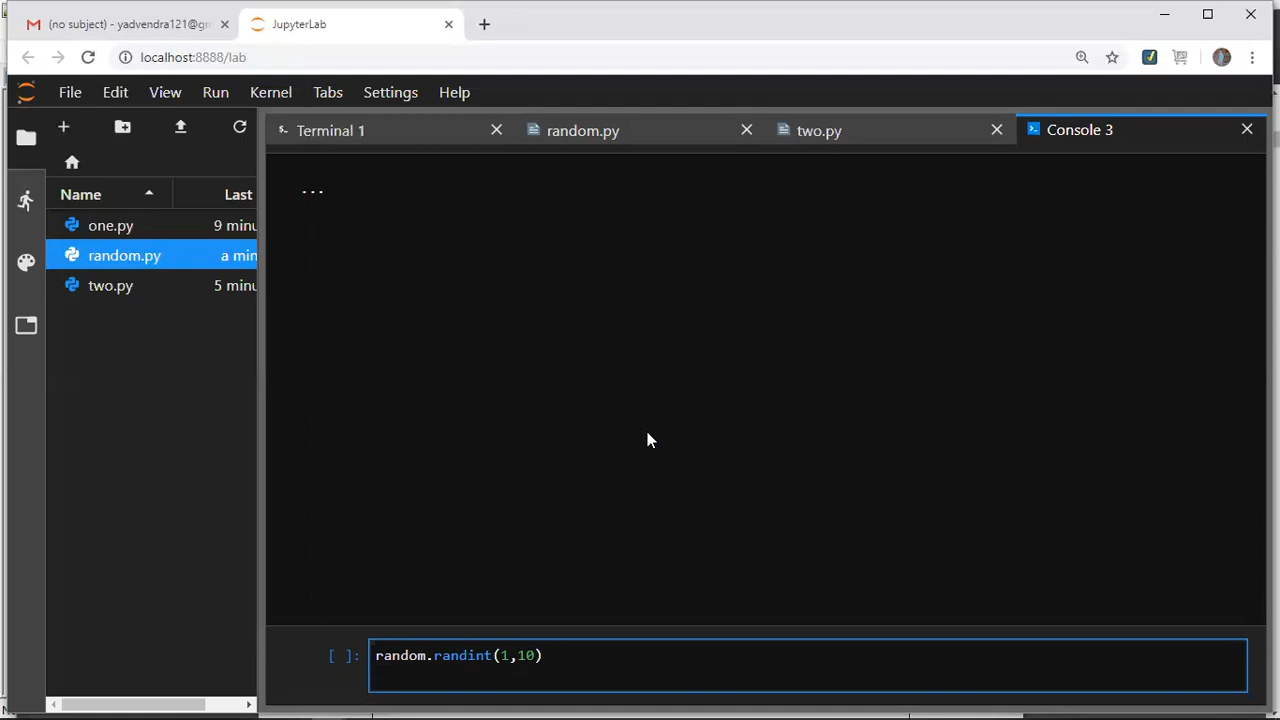 (no subject) - yadvendra121@gm
JupyterLab
localhost:8888/lab
File Edit View Run Kernel Tabs Settings Help
Terminal 1
random.py
two.py
Console 3
Name
Last
one.py 9 minu
random.py a min
two.py 5 minu
...
[ ]: random.randint(1,10)